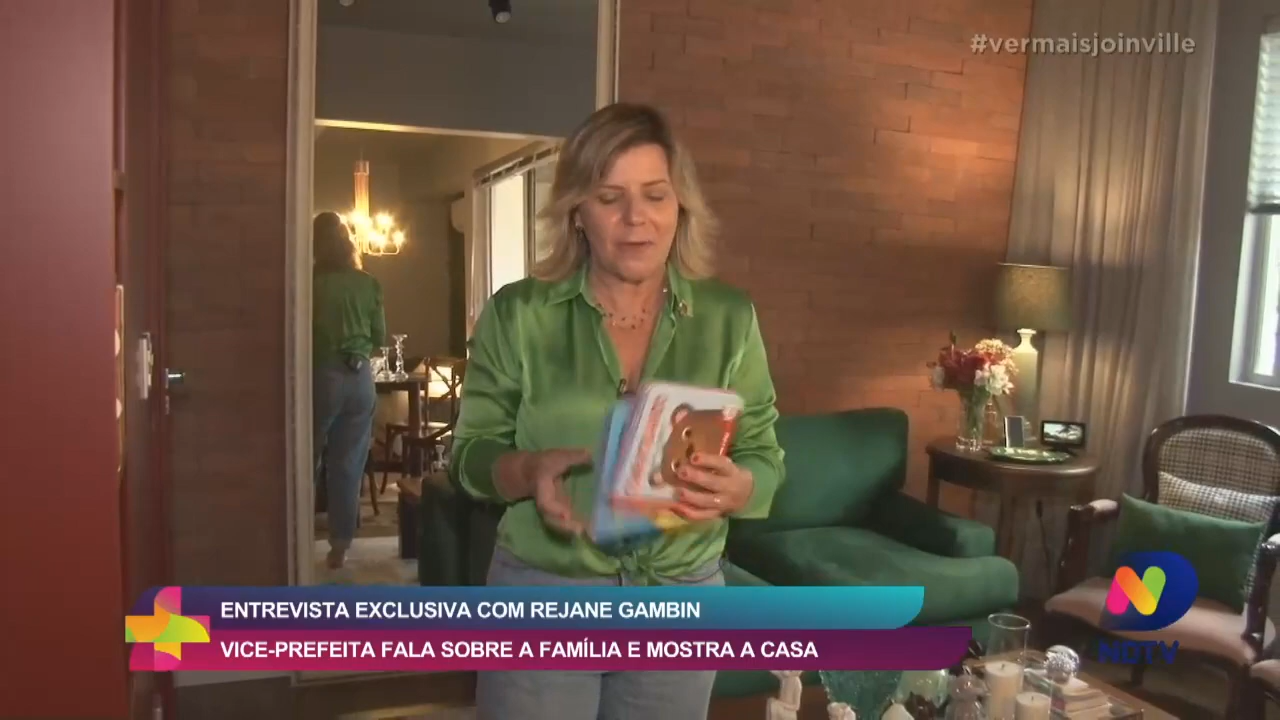 #vermaisjoinville
ENTREVISTA EXCLUSIVA COM REJANE GAMBIN
VICE-PREFEITA FALA SOBRE A FAMÍLIA E MOSTRA A CASA
N
NDTV